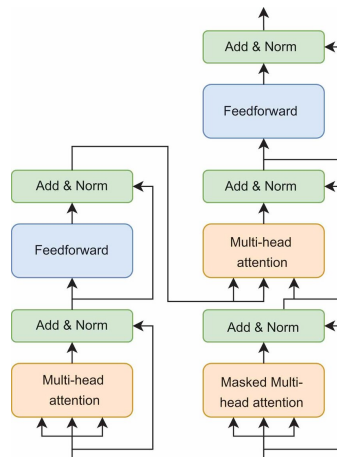 Add & Norm
Feedforward
Add & Norm
Multi-head
attention
Add & Norm
Masked Multi-
head attention
Add & Norm
Feedforward
Add & Norm
Multi-head
attention